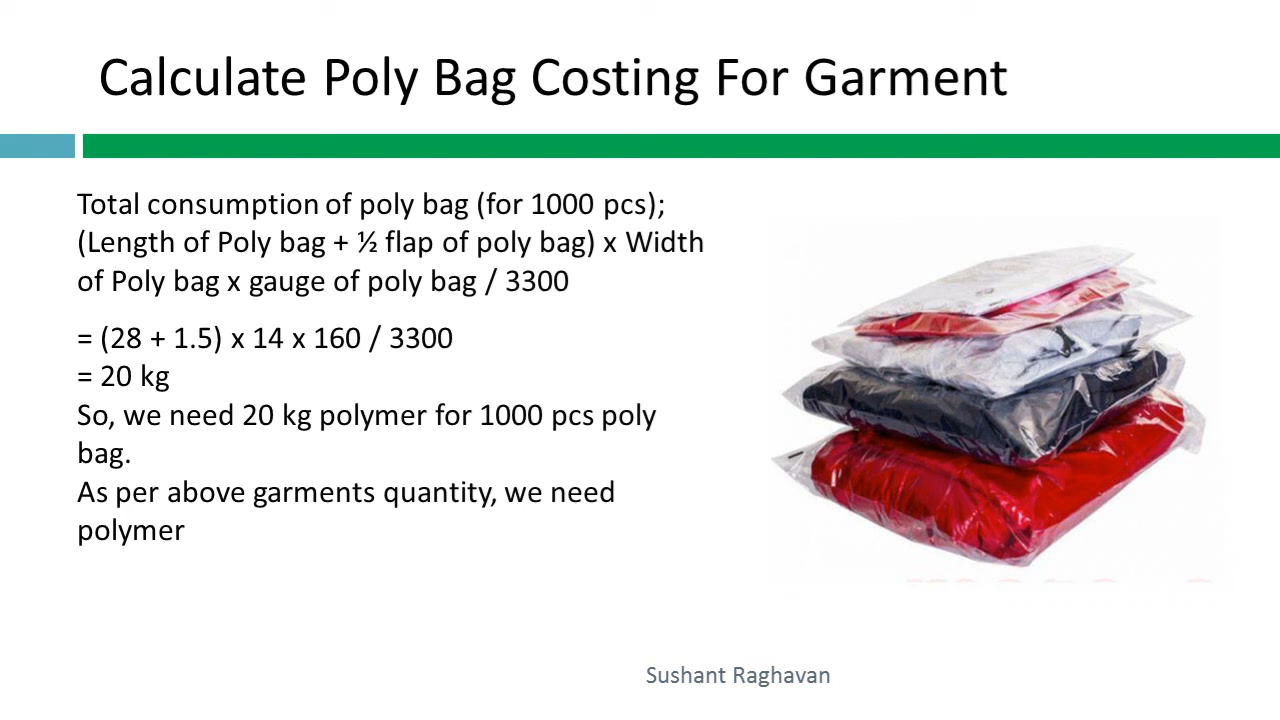 Calculate Poly Bag Costing For Garment
Total consumption of poly bag (for 1000 pcs);
(Length of Poly bag + ½ flap of poly bag) x Width
of Poly bag x gauge of poly bag / 3300
= (28 + 1.5) x 14 x 160 / 3300
= 20 kg
So, we need 20 kg polymer for 1000 pcs poly
bag.
As per above garments quantity, we need
polymer
Sushant Raghavan